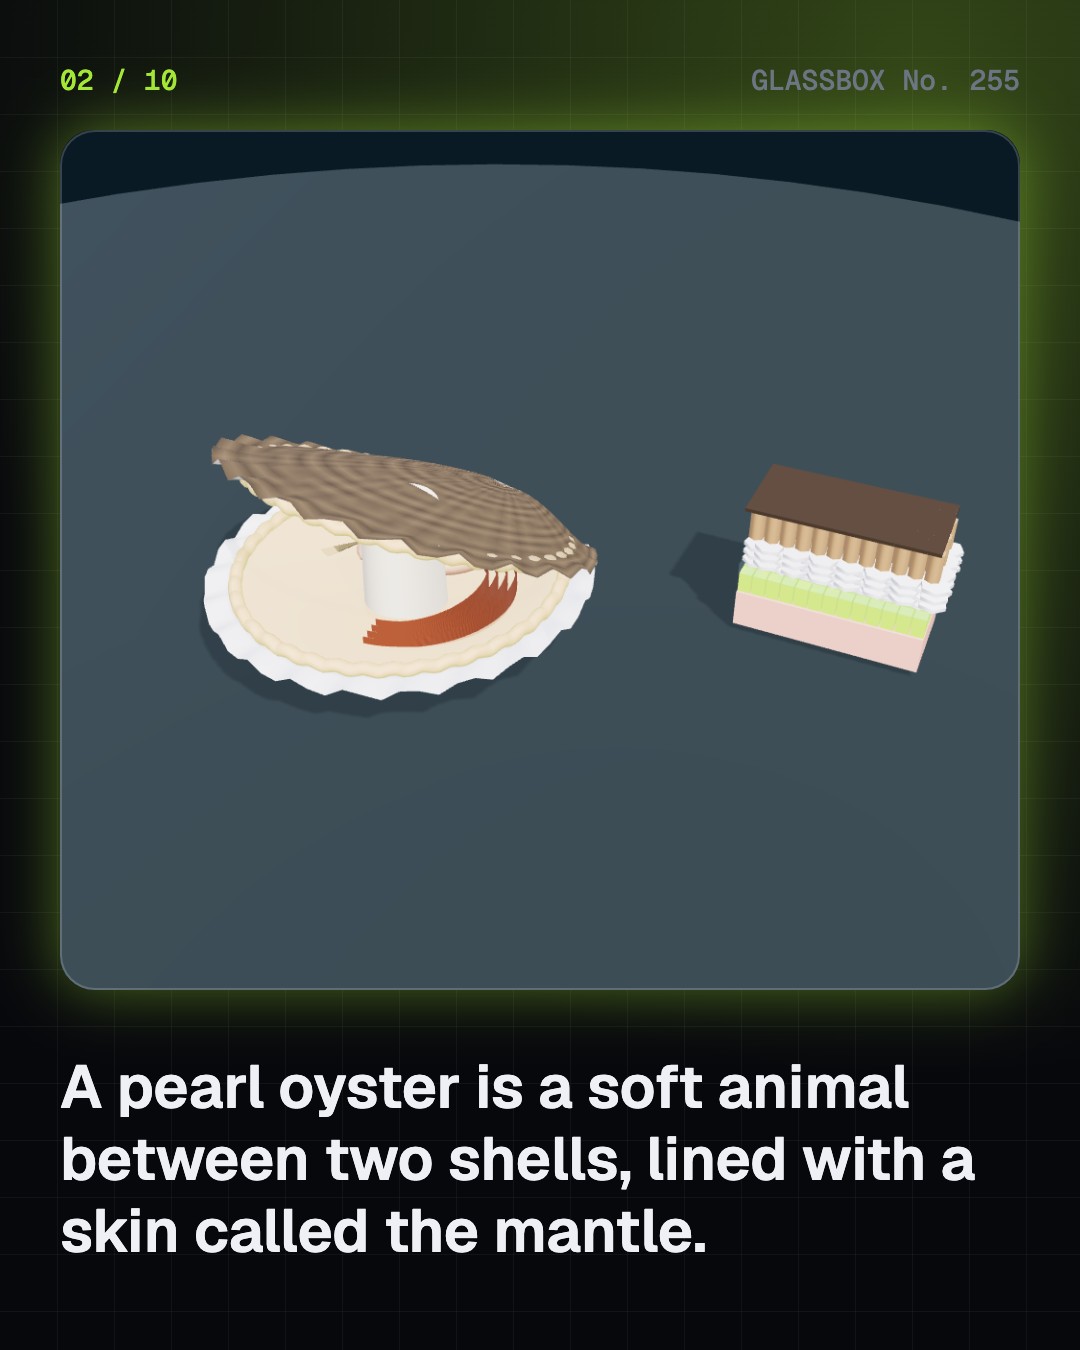 02 / 10
GLASSBOX No. 255
A pearl oyster is a soft animal
between two shells, lined with a
skin called the mantle.